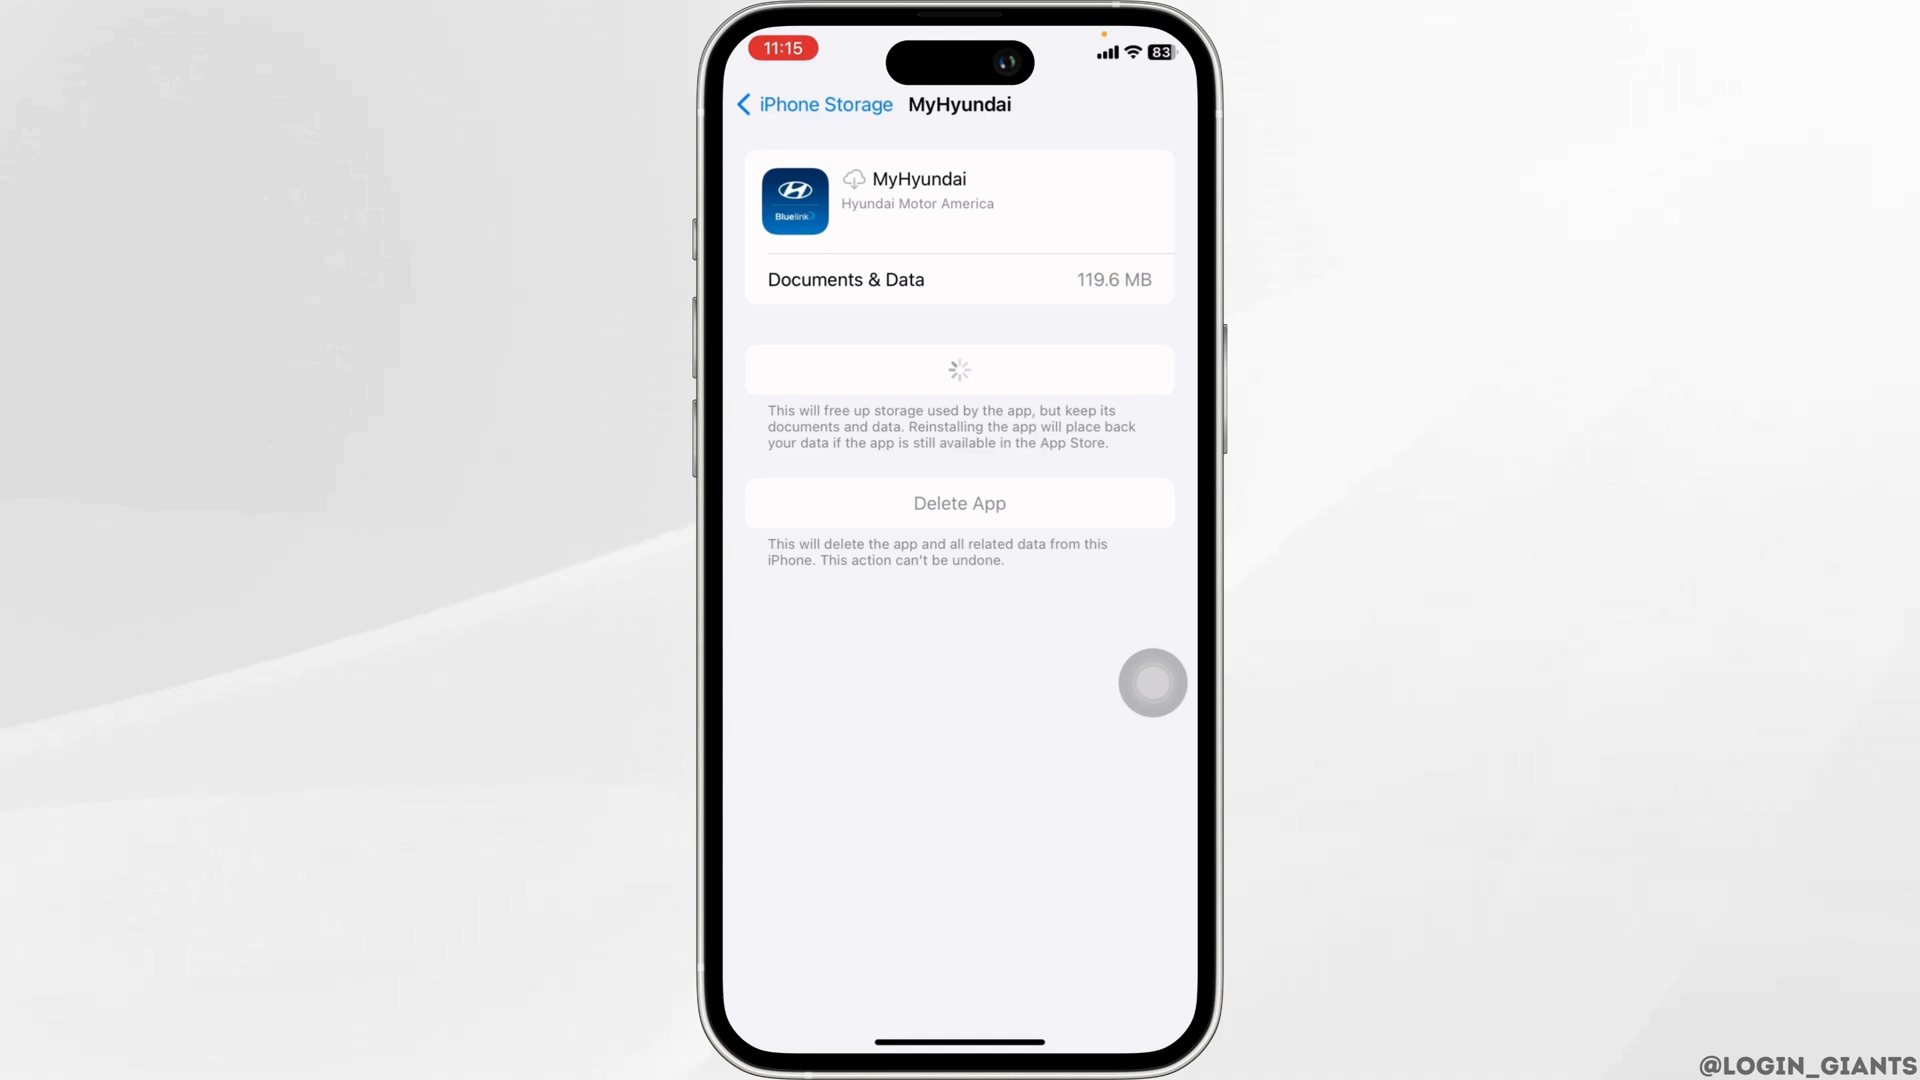 11:15
83
iPhone Storage MyHyundai
MyHyundai
Hyundai Motor America
Bluelink
Documents & Data 119.6 MB
This will free up storage used by the app, but keep its
documents and data. Reinstalling the app will place back
your data if the app is still available in the App Store.
Delete App
This will delete the app and all related data from this
iPhone. This action can’t be undone.
@LOGIN_GIANTS